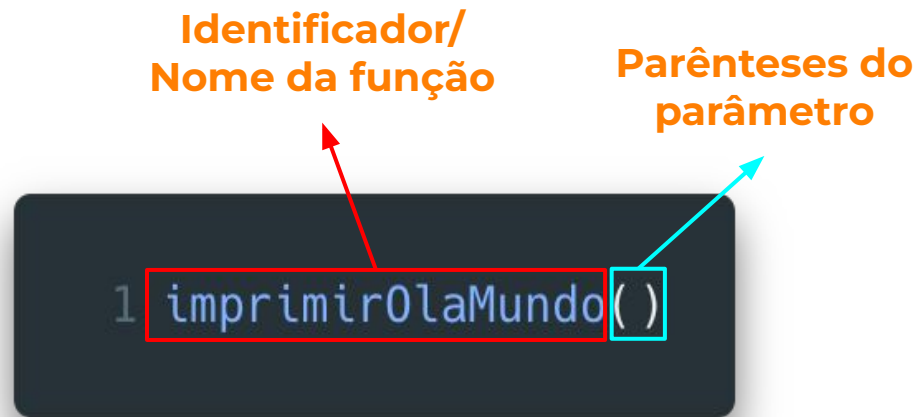 Identificador/
Nome da função
Parênteses do
parâmetro
1 imprimirOlaMundo()